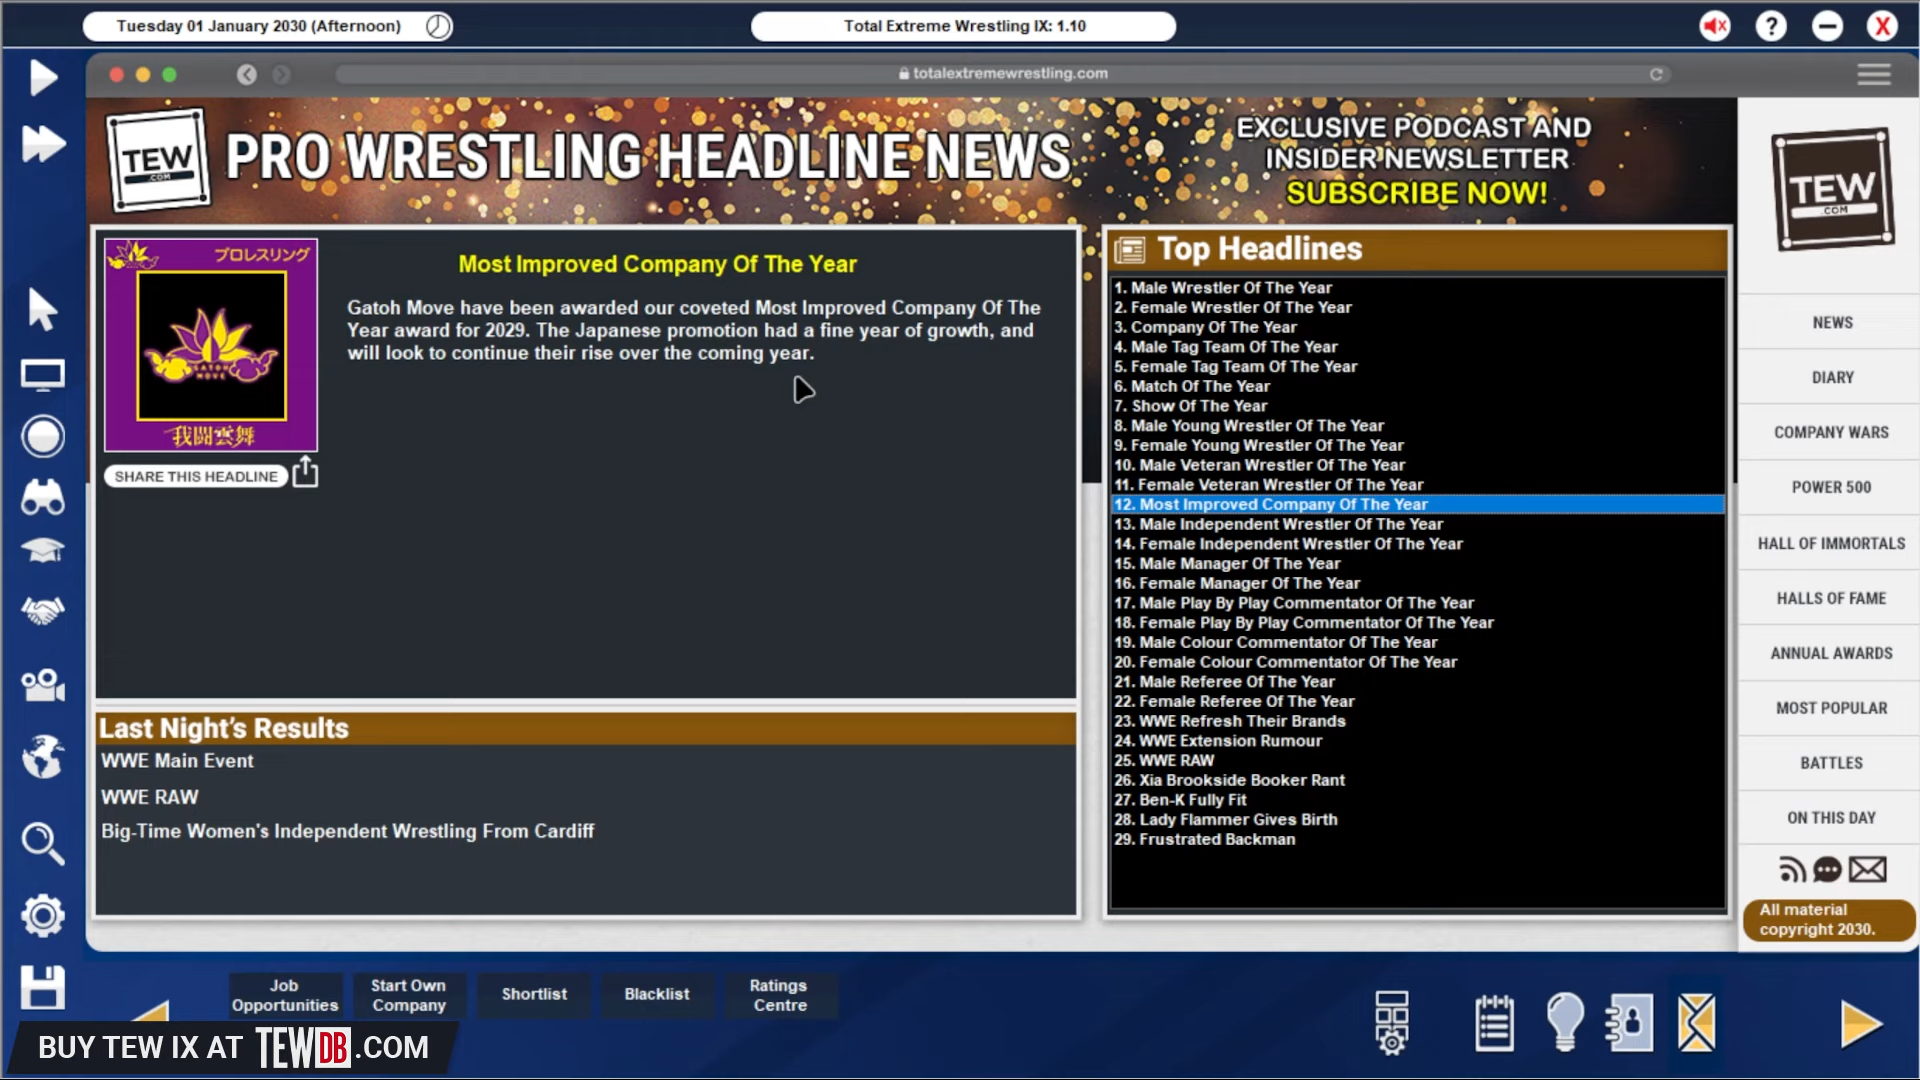 Tuesday 01 January 2030 (Afternoon)
Total Extreme Wrestling IX: 1.10
?
X
totalextremewrestling.com
TEW
.COM
PRO WRESTLING HEADLINE NEWS
EXCLUSIVE PODCAST AND
INSIDER NEWSLETTER
SUBSCRIBE NOW!
TEW
.COM
プロレスリング
GATOH
MOVE
我闘雲舞
SHARE THIS HEADLINE
Most Improved Company Of The Year
Gatoh Move have been awarded our coveted Most Improved Company Of The
Year award for 2029. The Japanese promotion had a fine year of growth, and
will look to continue their rise over the coming year.
Last Night's Results
WWE Main Event
WWE RAW
Big-Time Women's Independent Wrestling From Cardiff
Top Headlines
1. Male Wrestler Of The Year
2. Female Wrestler Of The Year
3. Company Of The Year
4. Male Tag Team Of The Year
5. Female Tag Team Of The Year
6. Match Of The Year
7. Show Of The Year
8. Male Young Wrestler Of The Year
9. Female Young Wrestler Of The Year
10. Male Veteran Wrestler Of The Year
11. Female Veteran Wrestler Of The Year
12. Most Improved Company Of The Year
13. Male Independent Wrestler Of The Year
14. Female Independent Wrestler Of The Year
15. Male Manager Of The Year
16. Female Manager Of The Year
17. Male Play By Play Commentator Of The Year
18. Female Play By Play Commentator Of The Year
19. Male Colour Commentator Of The Year
20. Female Colour Commentator Of The Year
21. Male Referee Of The Year
22. Female Referee Of The Year
23. WWE Refresh Their Brands
24. WWE Extension Rumour
25. WWE RAW
26. Xia Brookside Booker Rant
27. Ben-K Fully Fit
28. Lady Flammer Gives Birth
29. Frustrated Backman
NEWS
DIARY
COMPANY WARS
POWER 500
HALL OF IMMORTALS
HALLS OF FAME
ANNUAL AWARDS
MOST POPULAR
BATTLES
ON THIS DAY
All material
copyright 2030.
Job
Opportunities
Start Own
Company
Shortlist
Blacklist
Ratings
Centre
BUY TEW IX AT TEWDB.COM